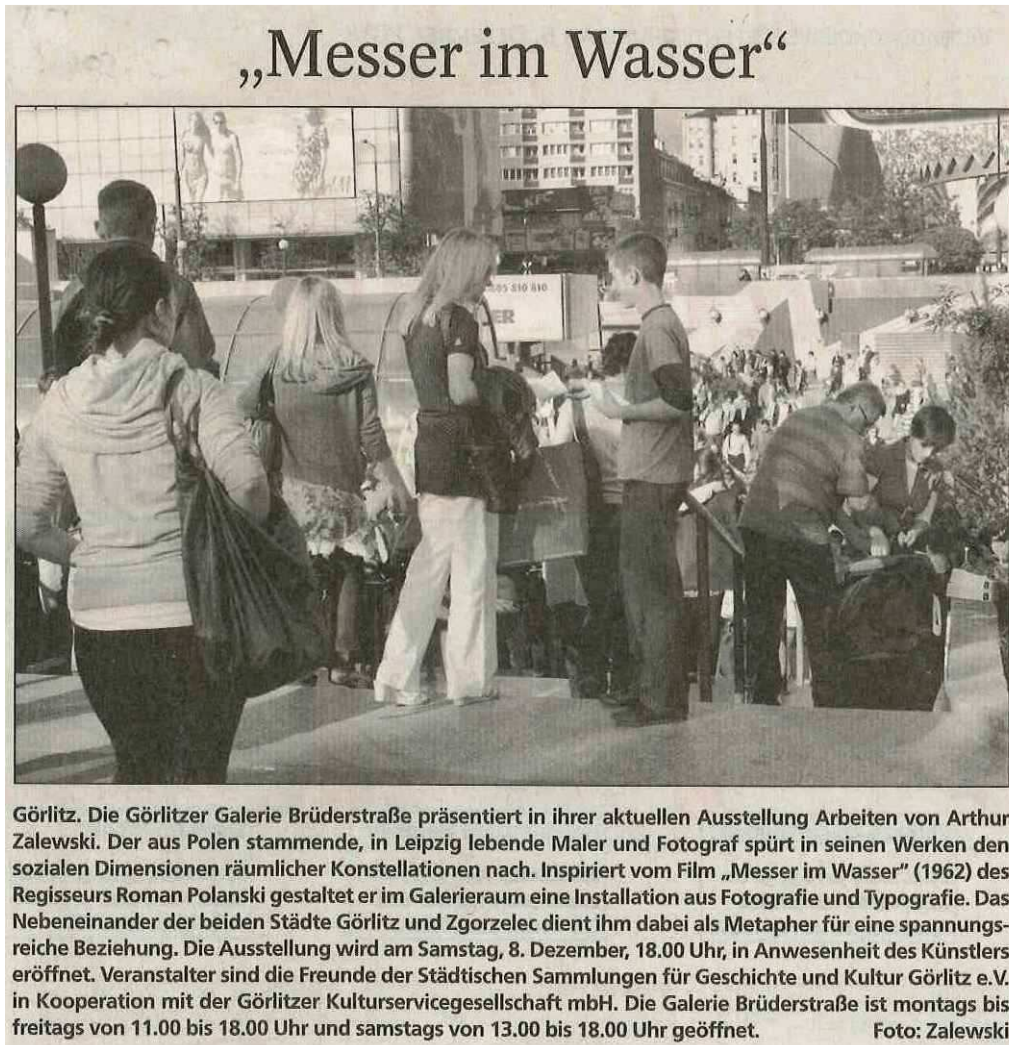 „Messer im Wasser“
805 810 810
ER
Görlitz. Die Görlitzer Galerie Brüderstraße präsentiert in ihrer aktuellen Ausstellung Arbeiten von Arthur
Zalewski. Der aus Polen stammende, in Leipzig lebende Maler und Fotograf spürt in seinen Werken den
sozialen Dimensionen räumlicher Konstellationen nach. Inspiriert vom Film „Messer im Wasser“ (1962) des
Regisseurs Roman Polanski gestaltet er im Galerieraum eine Installation aus Fotografie und Typografie. Das
Nebeneinander der beiden Städte Görlitz und Zgorzelec dient ihm dabei als Metapher für eine spannungs-
reiche Beziehung. Die Ausstellung wird am Samstag, 8. Dezember, 18.00 Uhr, in Anwesenheit des Künstlers
eröffnet. Veranstalter sind die Freunde der Städtischen Sammlungen für Geschichte und Kultur Görlitz e.V.
in Kooperation mit der Görlitzer Kulturservicegesellschaft mbH. Die Galerie Brüderstraße ist montags bis
freitags von 11.00 bis 18.00 Uhr und samstags von 13.00 bis 18.00 Uhr geöffnet. Foto: Zalewski